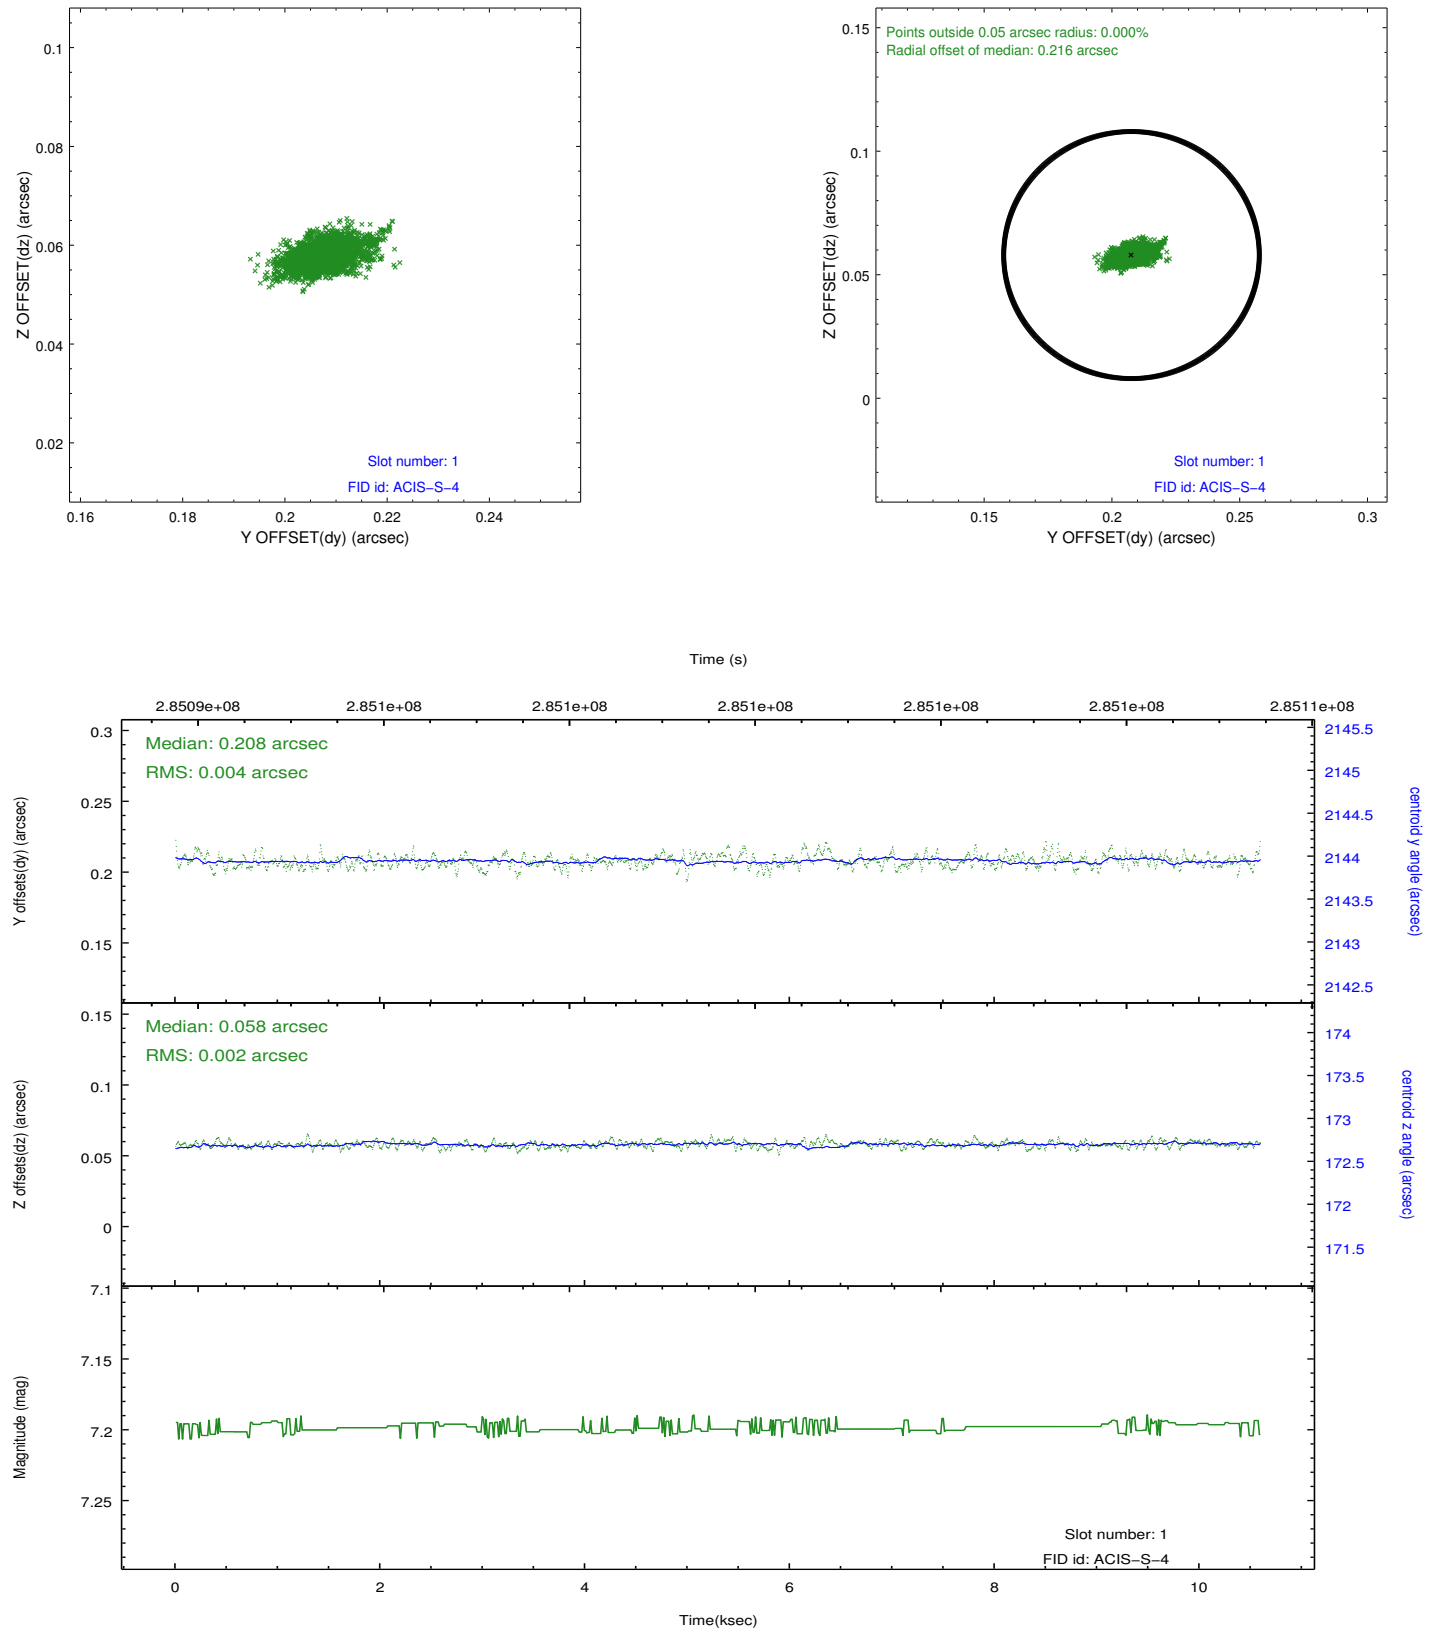 0.1
0.08
0.06
0.04
0.02
Z OFFSET(dz) (arcsec)
Slot number: 1
FID id: ACIS−S−4
0.16
0.18
0.2
0.22
0.24
Y OFFSET(dy) (arcsec)
Points outside 0.05 arcsec radius: 0.000%
Radial offset of median: 0.216 arcsec
0.15
0.1
0.05
0
Z OFFSET(dz) (arcsec)
Slot number: 1
FID id: ACIS−S−4
0.15
0.2
0.25
0.3
Y OFFSET(dy) (arcsec)
Time (s)
2.8509e+08
2.851e+08
2.851e+08
2.851e+08
2.851e+08
2.851e+08
2.8511e+08
Median: 0.208 arcsec
RMS: 0.004 arcsec
0.3
0.25
0.2
0.15
Y offsets(dy) (arcsec)
2145.5
2145
2144.5
2144
2143.5
2143
2142.5
centroid y angle (arcsec)
Median: 0.058 arcsec
RMS: 0.002 arcsec
0.15
0.1
0.05
0
Z offsets(dz) (arcsec)
174
173.5
173
172.5
172
171.5
centroid z angle (arcsec)
7.1
7.15
7.2
7.25
Magnitude (mag)
Slot number: 1
FID id: ACIS−S−4
0
2
4
6
8
10
Time(ksec)